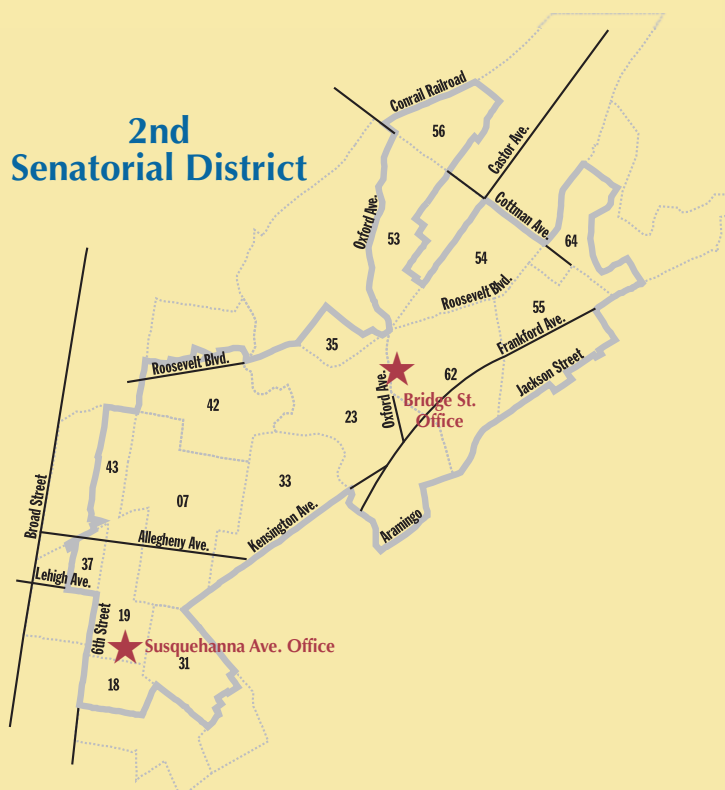 2nd
Senatorial District
Conrail Railroad
56
Castor Ave.
Cottman Ave.
Oxford Ave.
53
64
54
Roosevelt Blvd.
55
Frankford Ave.
35
Roosevelt Blvd.
62
Jackson Street
Oxford Ave.
Bridge St.
Office
42
23
43
33
07
Broad Street
Kensington Ave.
Aramingo
Allegheny Ave.
37
Lehigh Ave.
6th Street
19
Susquehanna Ave. Office
31
18